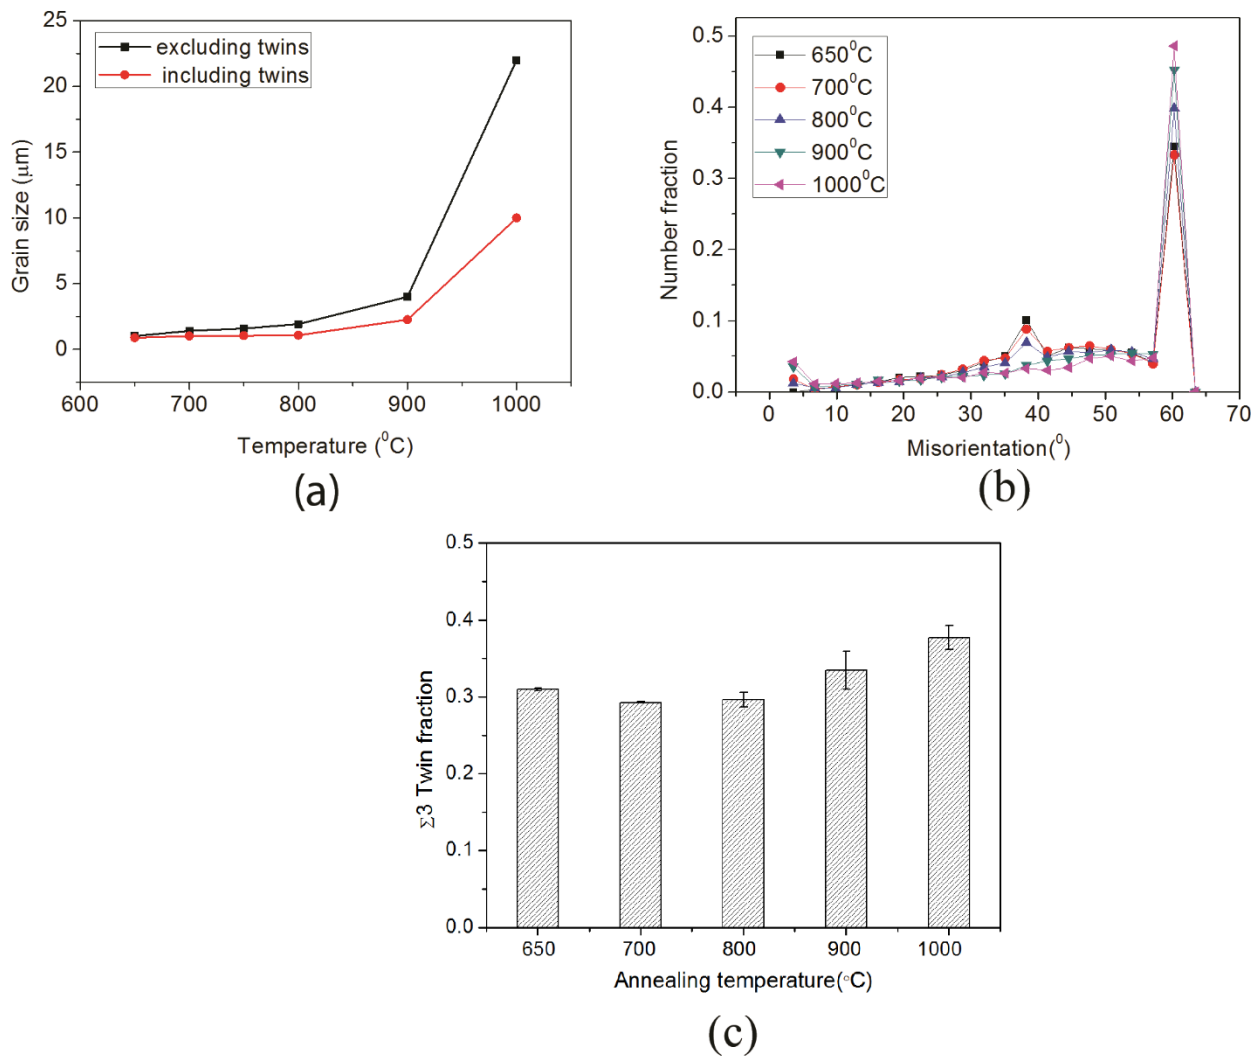 25
20
15
10
5
0
600
700
800
900
1000
Grain size (μm)
Temperature (⁰C)
excluding twins
including twins
(a)
0.5
0.4
0.3
0.2
0.1
0.0
0
10
20
30
40
50
60
70
Number fraction
Misorientation(⁰)
650⁰C
700⁰C
800⁰C
900⁰C
1000⁰C
(b)
0.5
0.4
0.3
0.2
0.1
0.0
650
700
800
900
1000
Σ3 Twin fraction
Annealing temperature(°C)
(c)